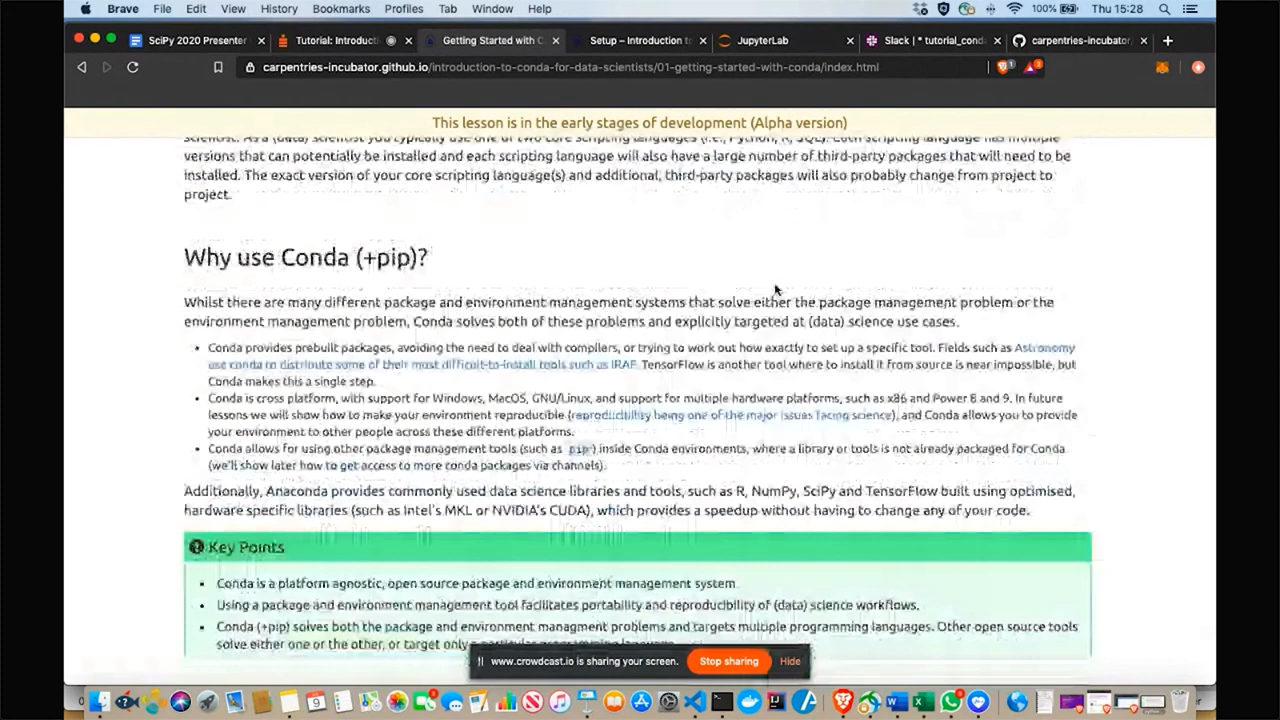 Brave File Edit View History Bookmarks Profiles Tab Window Help 100% Thu 15:28
SciPy 2020 Presenter Tutorial: Introducti Getting Started with C Setup – Introduction to JupyterLab Slack | * tutorial_cond carpentries-incubator
carpentries-incubator.github.io/introduction-to-conda-for-data-scientists/01-getting-started-with-conda/index.html
This lesson is in the early stages of development (Alpha version)
scientist. As a (data) scientist you typically use one of two core scripting languages (i.e., Python, R, SQL). Each scripting language has multiple
versions that can potentially be installed and each scripting language will also have a large number of third-party packages that will need to be
installed. The exact version of your core scripting language(s) and additional, third-party packages will also probably change from project to
project.
Why use Conda (+pip)?
Whilst there are many different package and environment management systems that solve either the package management problem or the
environment management problem, Conda solves both of these problems and explicitly targeted at (data) science use cases.
• Conda provides prebuilt packages, avoiding the need to deal with compilers, or trying to work out how exactly to set up a specific tool. Fields such as Astronomy
use conda to distribute some of their most difficult-to-install tools such as IRAF. TensorFlow is another tool where to install it from source is near impossible, but
Conda makes this a single step.
• Conda is cross platform, with support for Windows, MacOS, GNU/Linux, and support for multiple hardware platforms, such as x86 and Power 8 and 9. In future
lessons we will show how to make your environment reproducible (reproducibility being one of the major issues facing science), and Conda allows you to provide
your environment to other people across these different platforms.
• Conda allows for using other package management tools (such as pip) inside Conda environments, where a library or tools is not already packaged for Conda
(we'll show later how to get access to more conda packages via channels).
Additionally, Anaconda provides commonly used data science libraries and tools, such as R, NumPy, SciPy and TensorFlow built using optimised,
hardware specific libraries (such as Intel's MKL or NVIDIA's CUDA), which provides a speedup without having to change any of your code.
Key Points
• Conda is a platform agnostic, open source package and environment management system.
• Using a package and environment management tool facilitates portability and reproducibility of (data) science workflows.
• Conda (+pip) solves both the package and environment managment problems and targets multiple programming languages. Other open source tools
solve either one or the other, or target only
www.crowdcast.io is sharing your screen. Stop sharing Hide